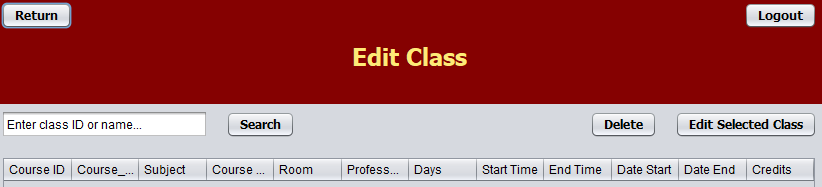 Return Logout
Edit Class
Enter class ID or name... Search Delete Edit Selected Class
Course ID Course_... Subject Course ... Room Profess... Days Start Time End Time Date Start Date End Credits